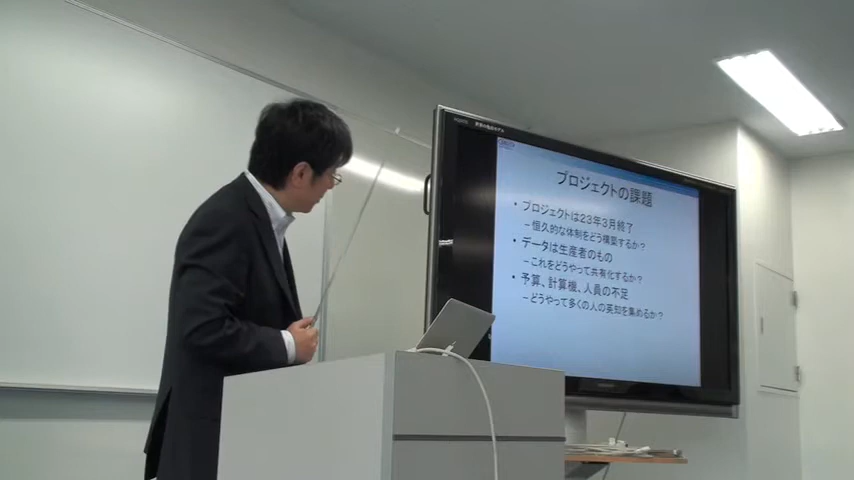 プロジェクトの課題
• プロジェクトは23年3月終了
–恒久的な体制をどう構築するか？
• データは生産者のもの
–これをどうやって共有化するか？
• 予算、計算機、人員の不足
–どうやって多くの人の英知を集めるか？